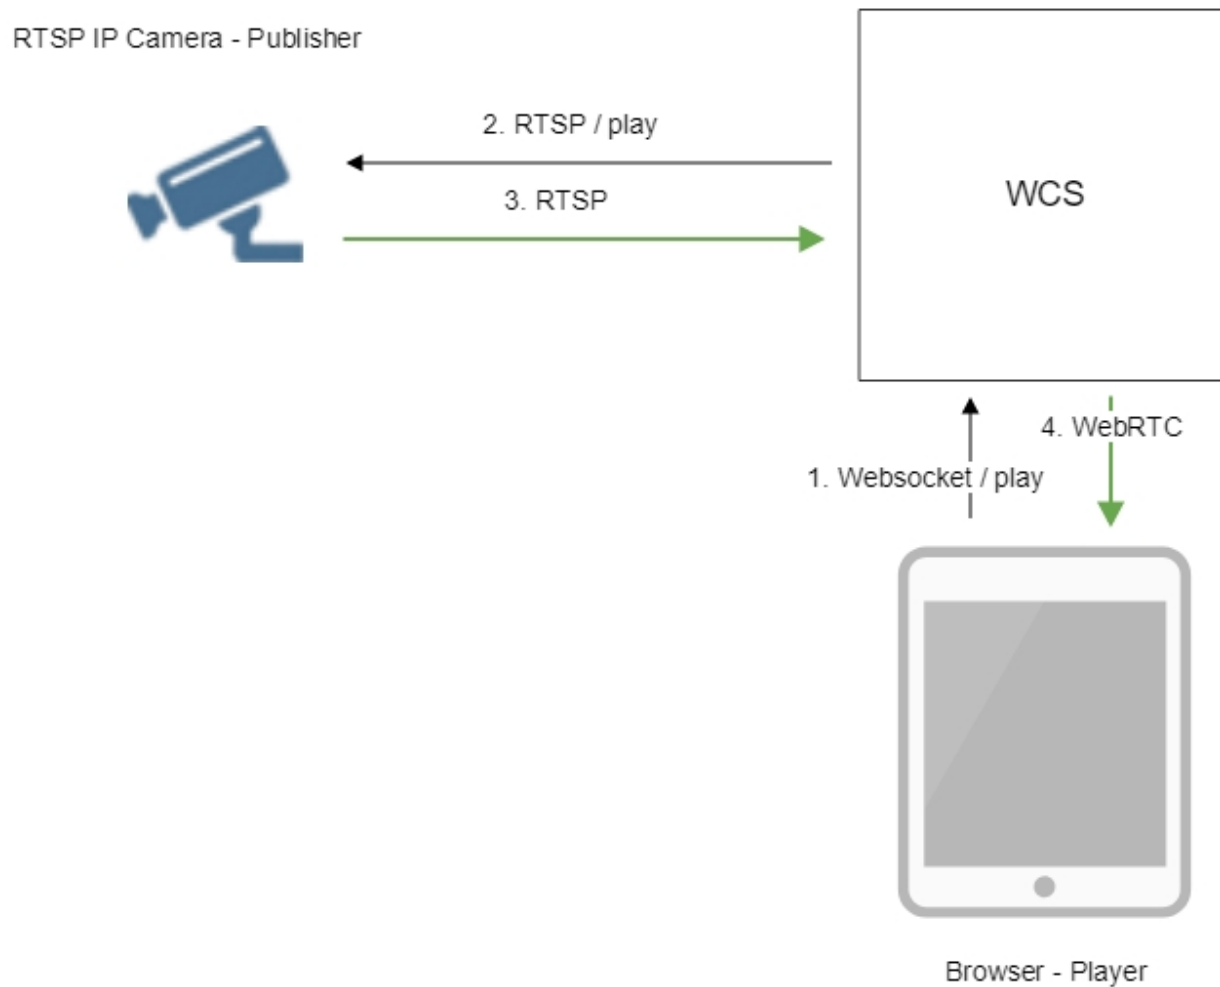 RTSP IP Camera - Publisher
2. RTSP / play
3. RTSP
WCS
4. WebRTC
1. Websocket / play
Browser - Player